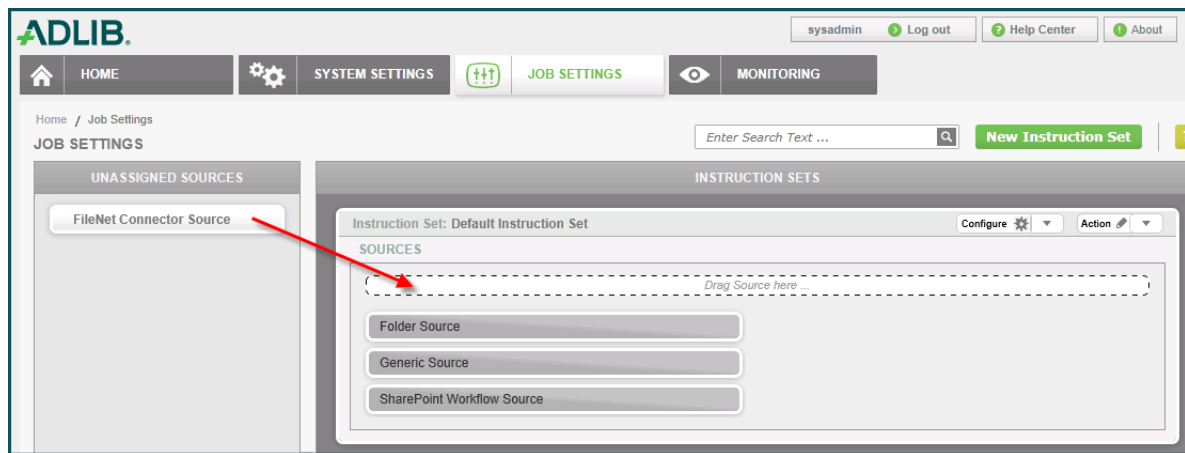 ADLIB.
sysadmin Log out Help Center About
HOME SYSTEM SETTINGS JOB SETTINGS MONITORING
Home / Job Settings
JOB SETTINGS
Enter Search Text ... New Instruction Set
UNASSIGNED SOURCES
INSTRUCTION SETS
FileNet Connector Source
Instruction Set: Default Instruction Set Configure Action
SOURCES
Drag Source here ...
Folder Source
Generic Source
SharePoint Workflow Source